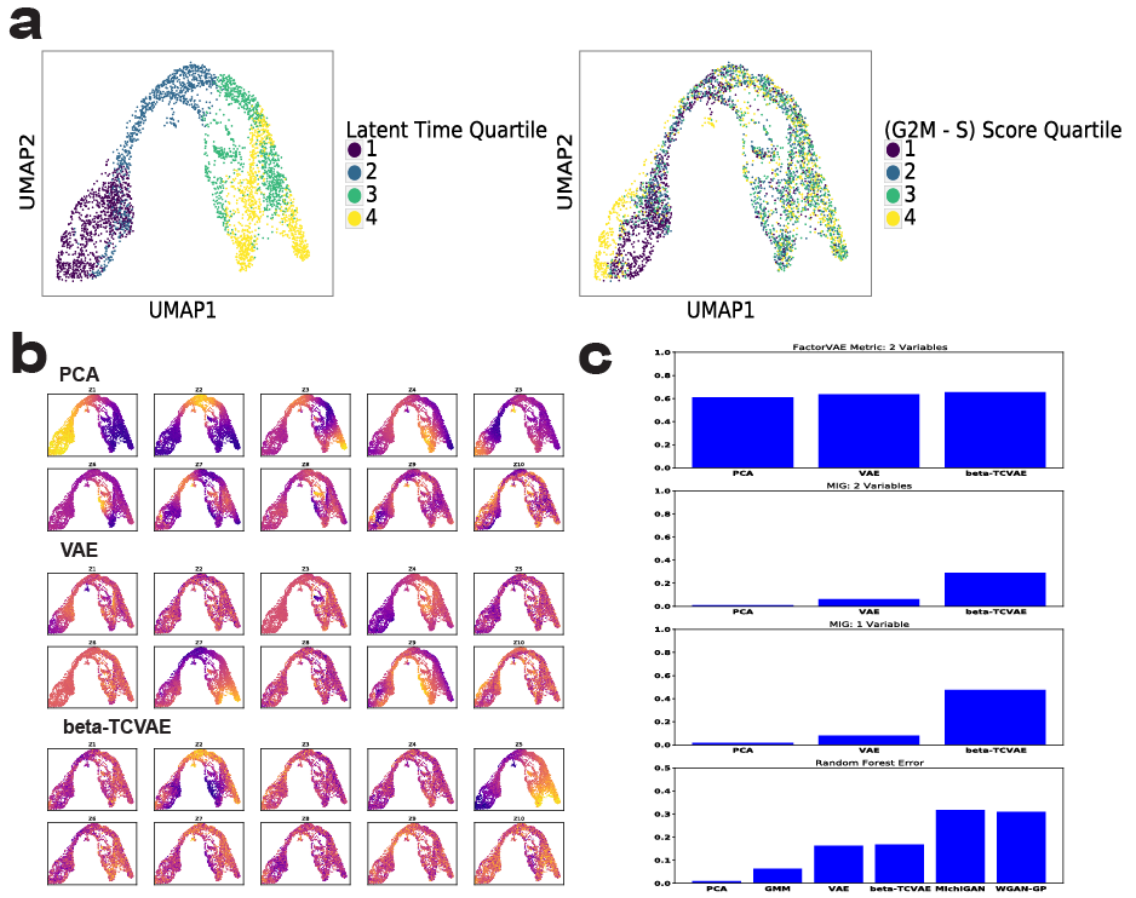 a
UMAP2
UMAP1
Latent Time Quartile
1
2
3
4
UMAP2
UMAP1
(G2M - S) Score Quartile
1
2
3
4
b
PCA
Z1 Z2 Z3 Z4 Z5
Z6 Z7 Z8 Z9 Z10
VAE
Z1 Z2 Z3 Z4 Z5
Z6 Z7 Z8 Z9 Z10
beta-TCVAE
Z1 Z2 Z3 Z4 Z5
Z6 Z7 Z8 Z9 Z10
c
FactorVAE Metric: 2 Variables
1.0
0.8
0.6
0.4
0.2
0.0
PCA VAE beta-TCVAE
MIG: 2 Variables
1.0
0.8
0.6
0.4
0.2
0.0
PCA VAE beta-TCVAE
MIG: 1 Variable
1.0
0.8
0.6
0.4
0.2
0.0
PCA VAE beta-TCVAE
Random Forest Error
0.5
0.4
0.3
0.2
0.1
0.0
PCA GMM VAE beta-TCVAE MichiGAN WGAN-GP